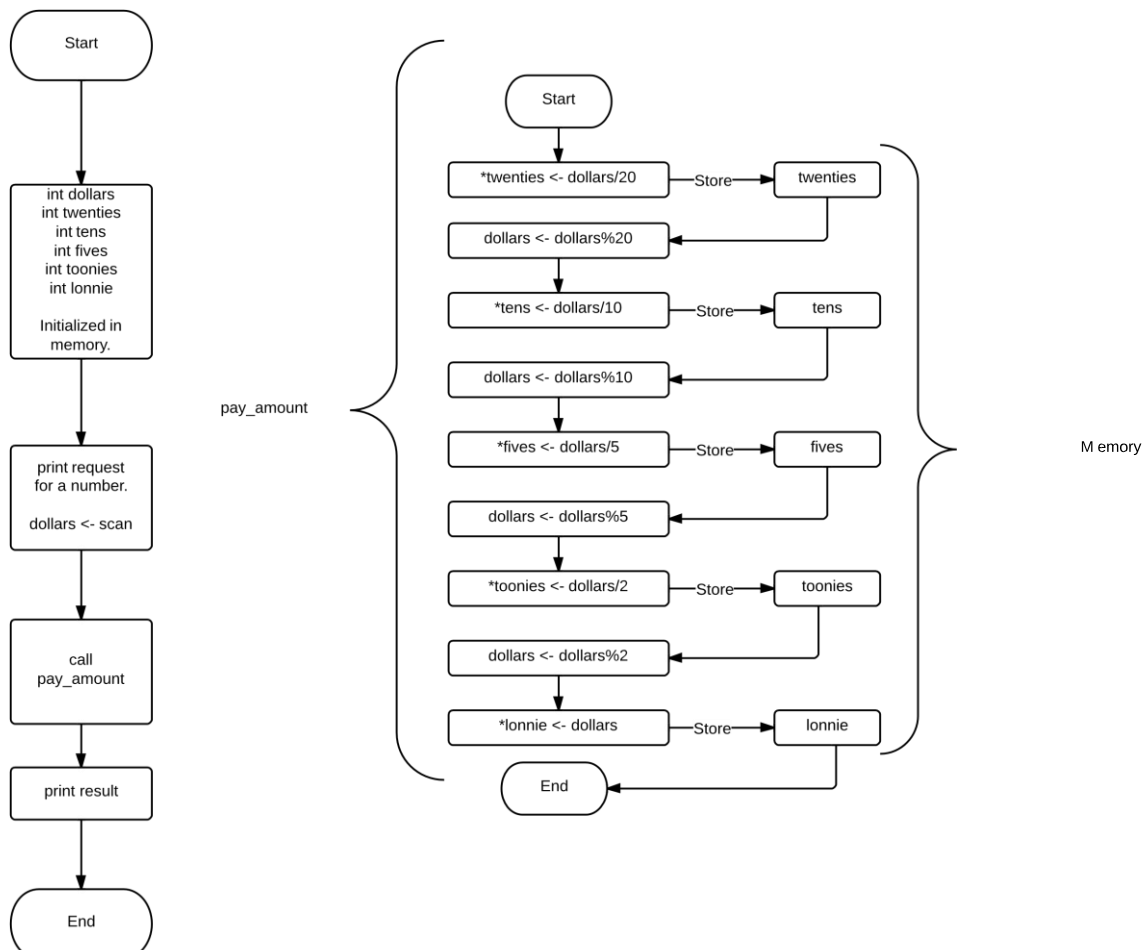 Start
int dollars
int twenties
int tens
int fives
int toonies
int lonnie
Initialized in
memory.
print request
for a number.
dollars <- scan
call
pay_amount
print result
End
pay_amount
Start
*twenties <- dollars/20
Store
twenties
dollars <- dollars%20
*tens <- dollars/10
Store
tens
dollars <- dollars%10
*fives <- dollars/5
Store
fives
dollars <- dollars%5
*toonies <- dollars/2
Store
toonies
dollars <- dollars%2
*lonnie <- dollars
Store
lonnie
End
M emory